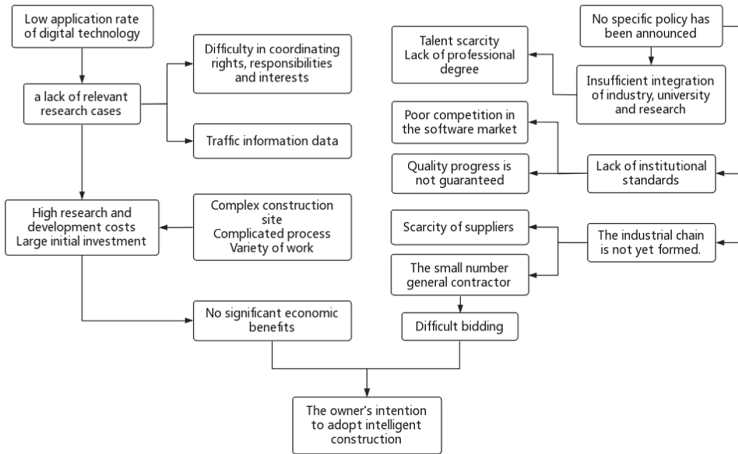 Low application rate
of digital technology
a lack of relevant
research cases
Difficulty in coordinating
rights, responsibilities
and interests
Traffic information data
High research and
development costs
Large initial investment
Complex construction
site
Complicated process
Variety of work
No significant economic
benefits
No specific policy has
been announced
Talent scarcity
Lack of professional
degree
Insufficient integration
of industry, university
and research
Poor competition in
the software market
Quality progress is
not guaranteed
Lack of institutional
standards
Scarcity of suppliers
The industrial chain
is not yet formed.
The small number
general contractor
Difficult bidding
The owner's intention
to adopt intelligent
construction